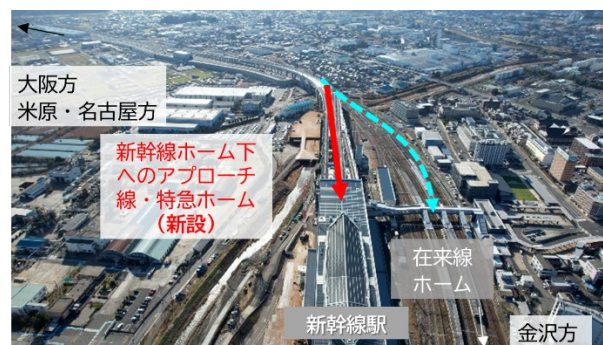 大阪方
米原・名古屋方
新幹線ホーム下
へのアプローチ
線・特急ホーム
（新設）
在来線
ホーム
新幹線駅
金沢方